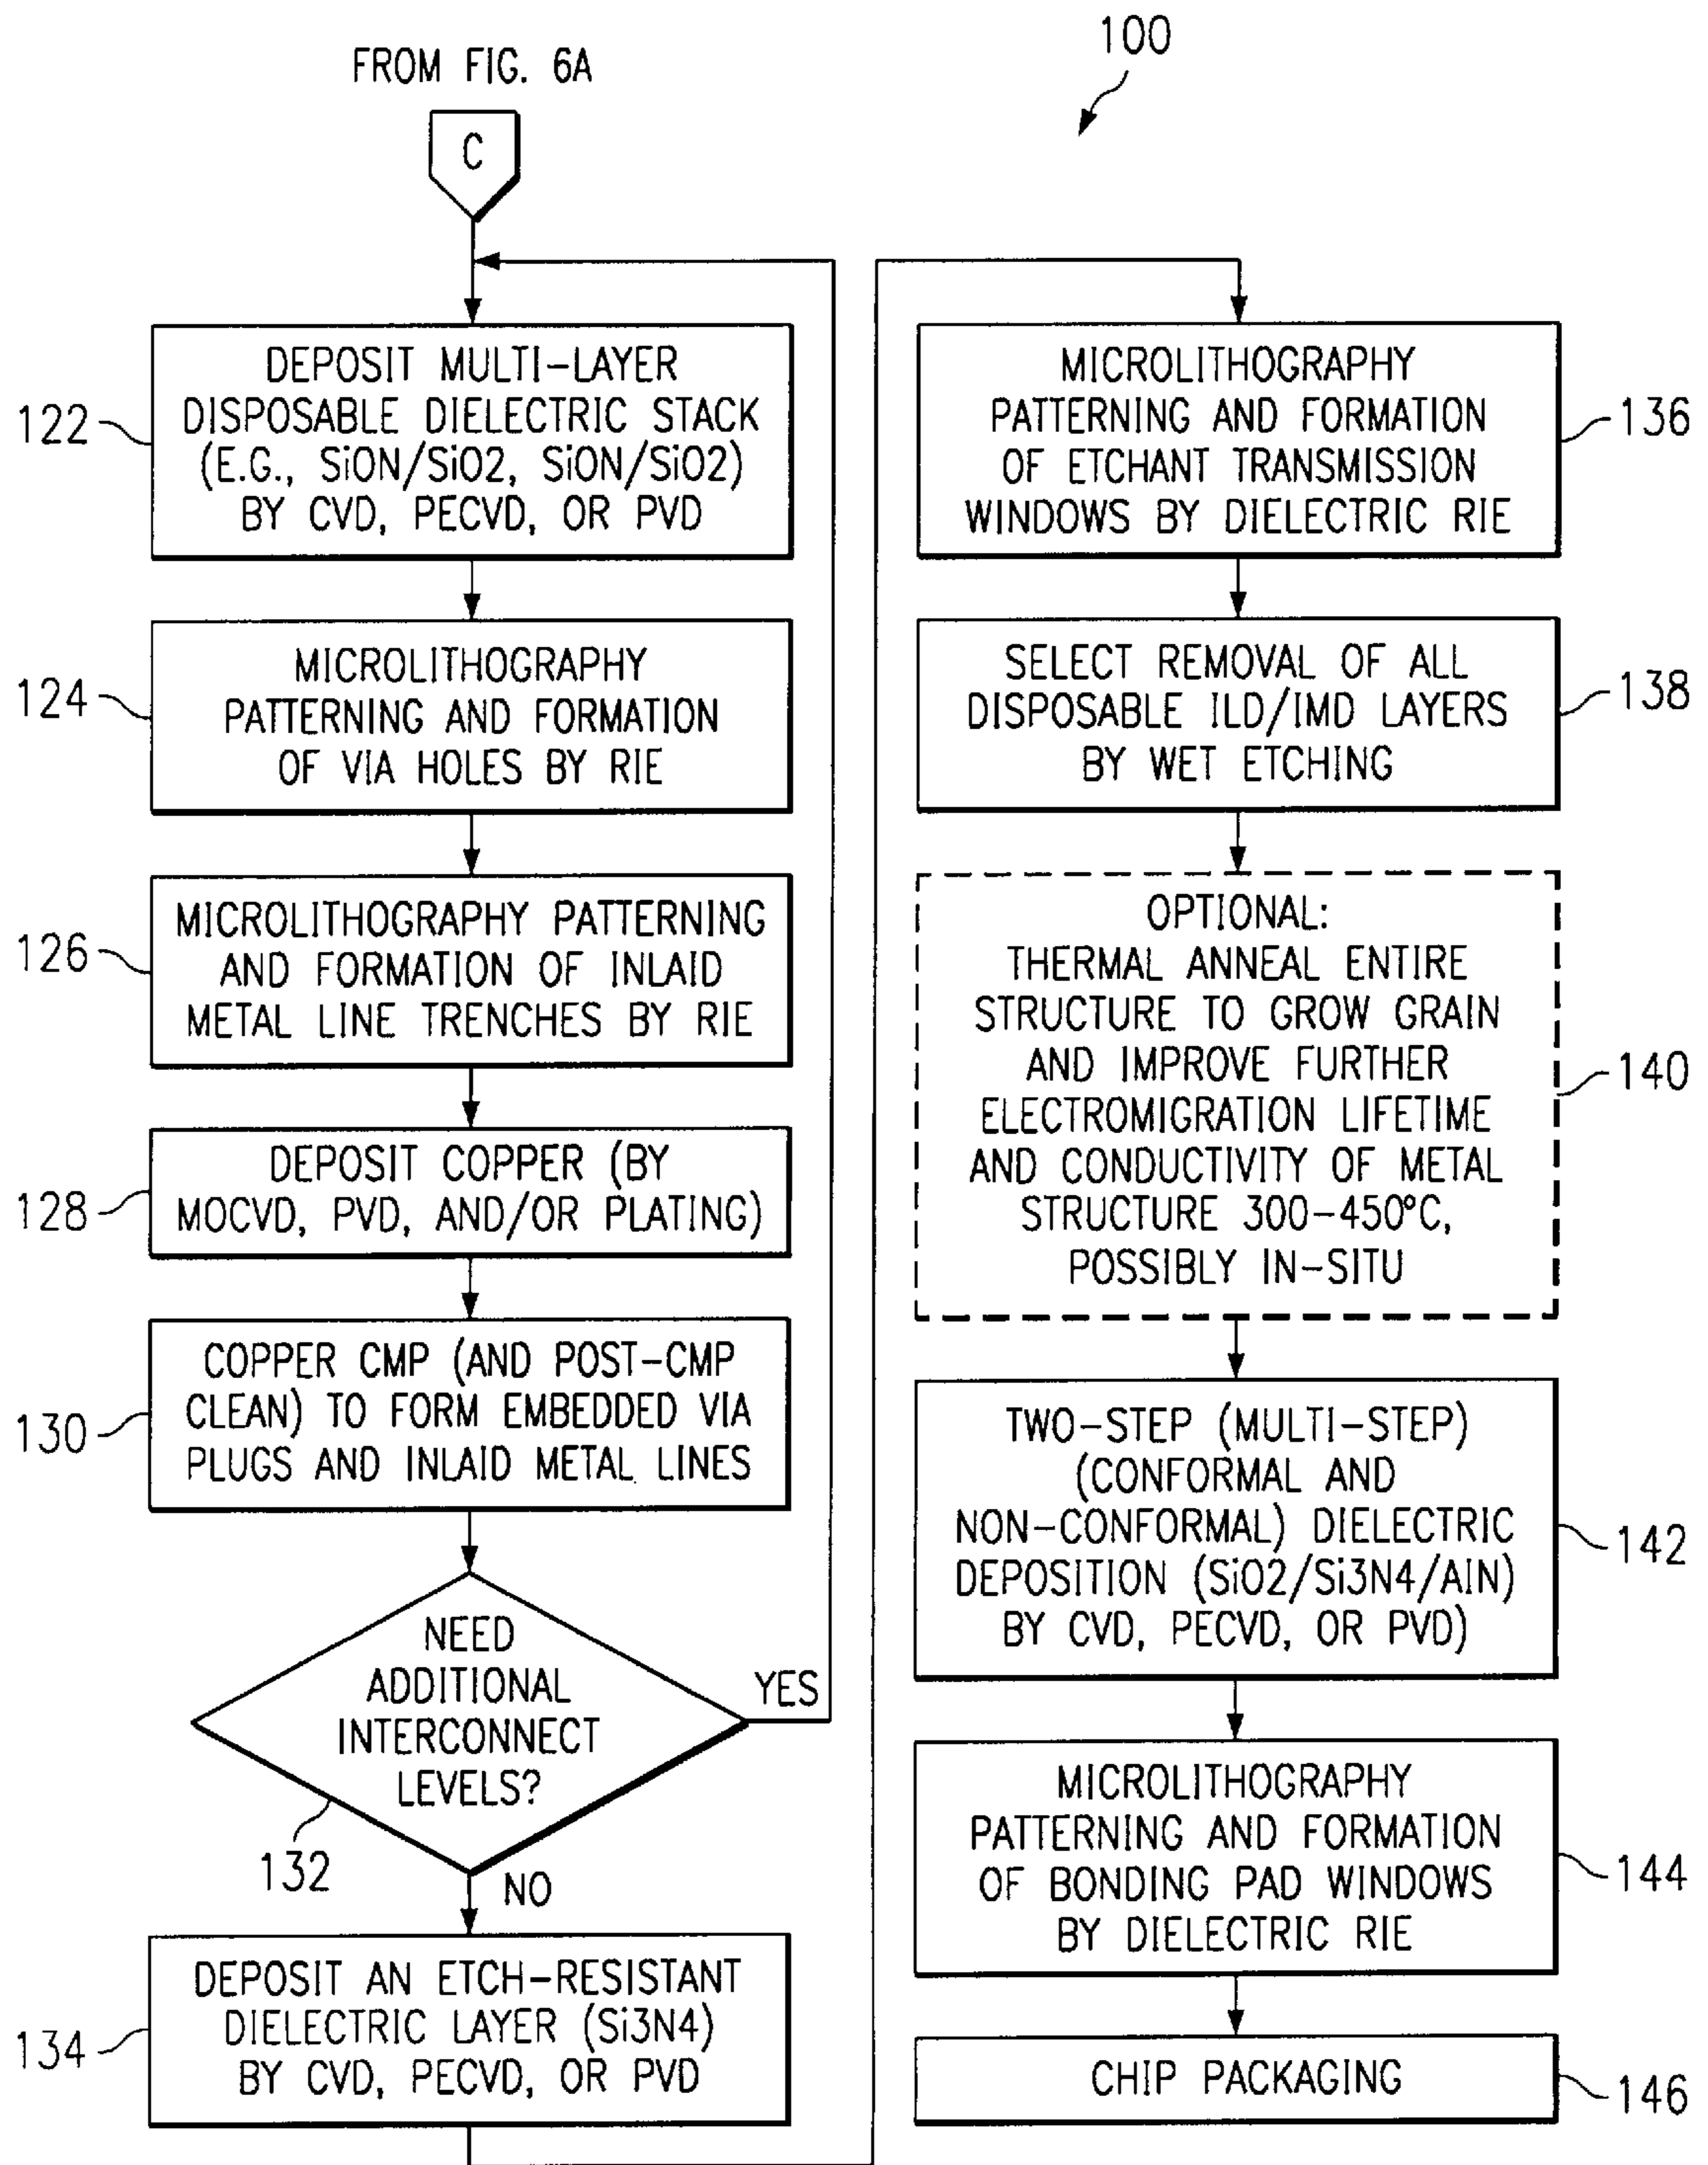 FROM FIG. 6A
100
C
122
DEPOSIT MULTI-LAYER
DISPOSABLE DIELECTRIC STACK
(E.G., SiON/SiO2, SiON/SiO2)
BY CVD, PECVD, OR PVD
124
MICROLITHOGRAPHY
PATTERNING AND FORMATION
OF VIA HOLES BY RIE
126
MICROLITHOGRAPHY PATTERNING
AND FORMATION OF INLAID
METAL LINE TRENCHES BY RIE
128
DEPOSIT COPPER (BY
MOCVD, PVD, AND/OR PLATING)
130
COPPER CMP (AND POST-CMP
CLEAN) TO FORM EMBEDDED VIA
PLUGS AND INLAID METAL LINES
NEED
ADDITIONAL
INTERCONNECT
LEVELS?
YES
132
NO
134
DEPOSIT AN ETCH-RESISTANT
DIELECTRIC LAYER (Si3N4)
BY CVD, PECVD, OR PVD
MICROLITHOGRAPHY
PATTERNING AND FORMATION
OF ETCHANT TRANSMISSION
WINDOWS BY DIELECTRIC RIE
136
SELECT REMOVAL OF ALL
DISPOSABLE ILD/IMD LAYERS
BY WET ETCHING
138
OPTIONAL:
THERMAL ANNEAL ENTIRE
STRUCTURE TO GROW GRAIN
AND IMPROVE FURTHER
ELECTROMIGRATION LIFETIME
AND CONDUCTIVITY OF METAL
STRUCTURE 300-450°C,
POSSIBLY IN-SITU
140
TWO-STEP (MULTI-STEP)
(CONFORMAL AND
NON-CONFORMAL) DIELECTRIC
DEPOSITION (SiO2/Si3N4/AlN)
BY CVD, PECVD, OR PVD)
142
MICROLITHOGRAPHY
PATTERNING AND FORMATION
OF BONDING PAD WINDOWS
BY DIELECTRIC RIE
144
CHIP PACKAGING
146